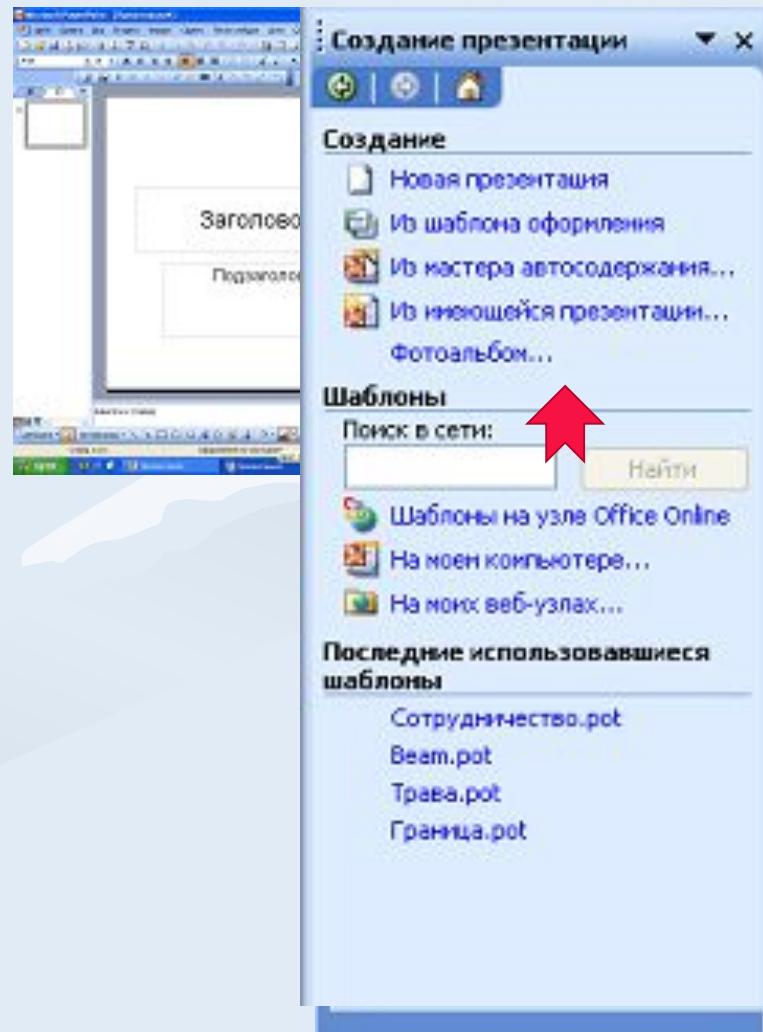 Заголово
Подзаголов
Создание презентации
Создание
Новая презентация
Из шаблона оформления
Из мастера автосодержания...
Из имеющейся презентации...
Фотоальбом...
Шаблоны
Поиск в сети:
Найти
Шаблоны на узле Office Online
На моем компьютере...
На моих веб-узлах...
Последние использовавшиеся
шаблоны
Сотрудничество.pot
Beam.pot
Трава.pot
Граница.pot